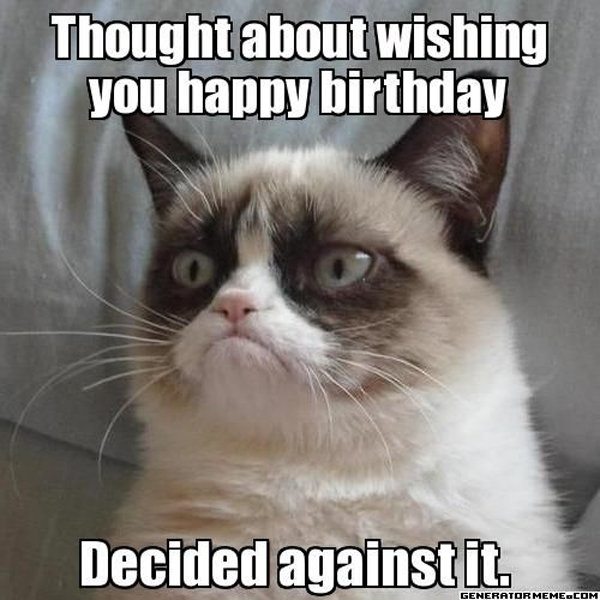 Thought about wishing
you happy birthday
Decided against it.
GENERATORMEME.COM